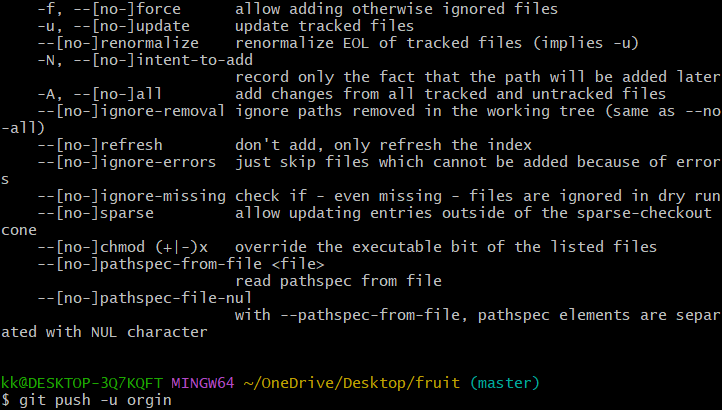 -f, --[no-]force      allow adding otherwise ignored files
-u, --[no-]update     update tracked files
--[no-]renormalize    renormalize EOL of tracked files (implies -u)
-N, --[no-]intent-to-add
record only the fact that the path will be added later
-A, --[no-]all        add changes from all tracked and untracked files
--[no-]ignore-removal ignore paths removed in the working tree (same as --no
-all)
--[no-]refresh        don't add, only refresh the index
--[no-]ignore-errors  just skip files which cannot be added because of error
s
--[no-]ignore-missing check if - even missing - files are ignored in dry run
--[no-]sparse         allow updating entries outside of the sparse-checkout
cone
--[no-]chmod (+|-)x   override the executable bit of the listed files
--[no-]pathspec-from-file <file>
read pathspec from file
--[no-]pathspec-file-nul
with --pathspec-from-file, pathspec elements are separ
ated with NUL character
kk@DESKTOP-3Q7KQFT MINGW64 ~/OneDrive/Desktop/fruit (master)
$ git push -u orgin